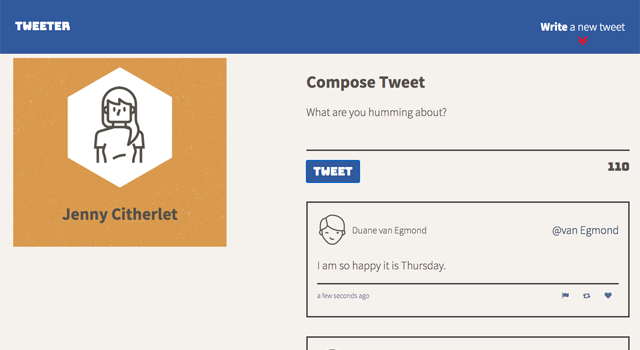 TWEETER
Write a new tweet
Jenny Citherlet
Compose Tweet
What are you humming about?
TWEET
110
Duane van Egmond
@van Egmond
I am so happy it is Thursday.
a few seconds ago